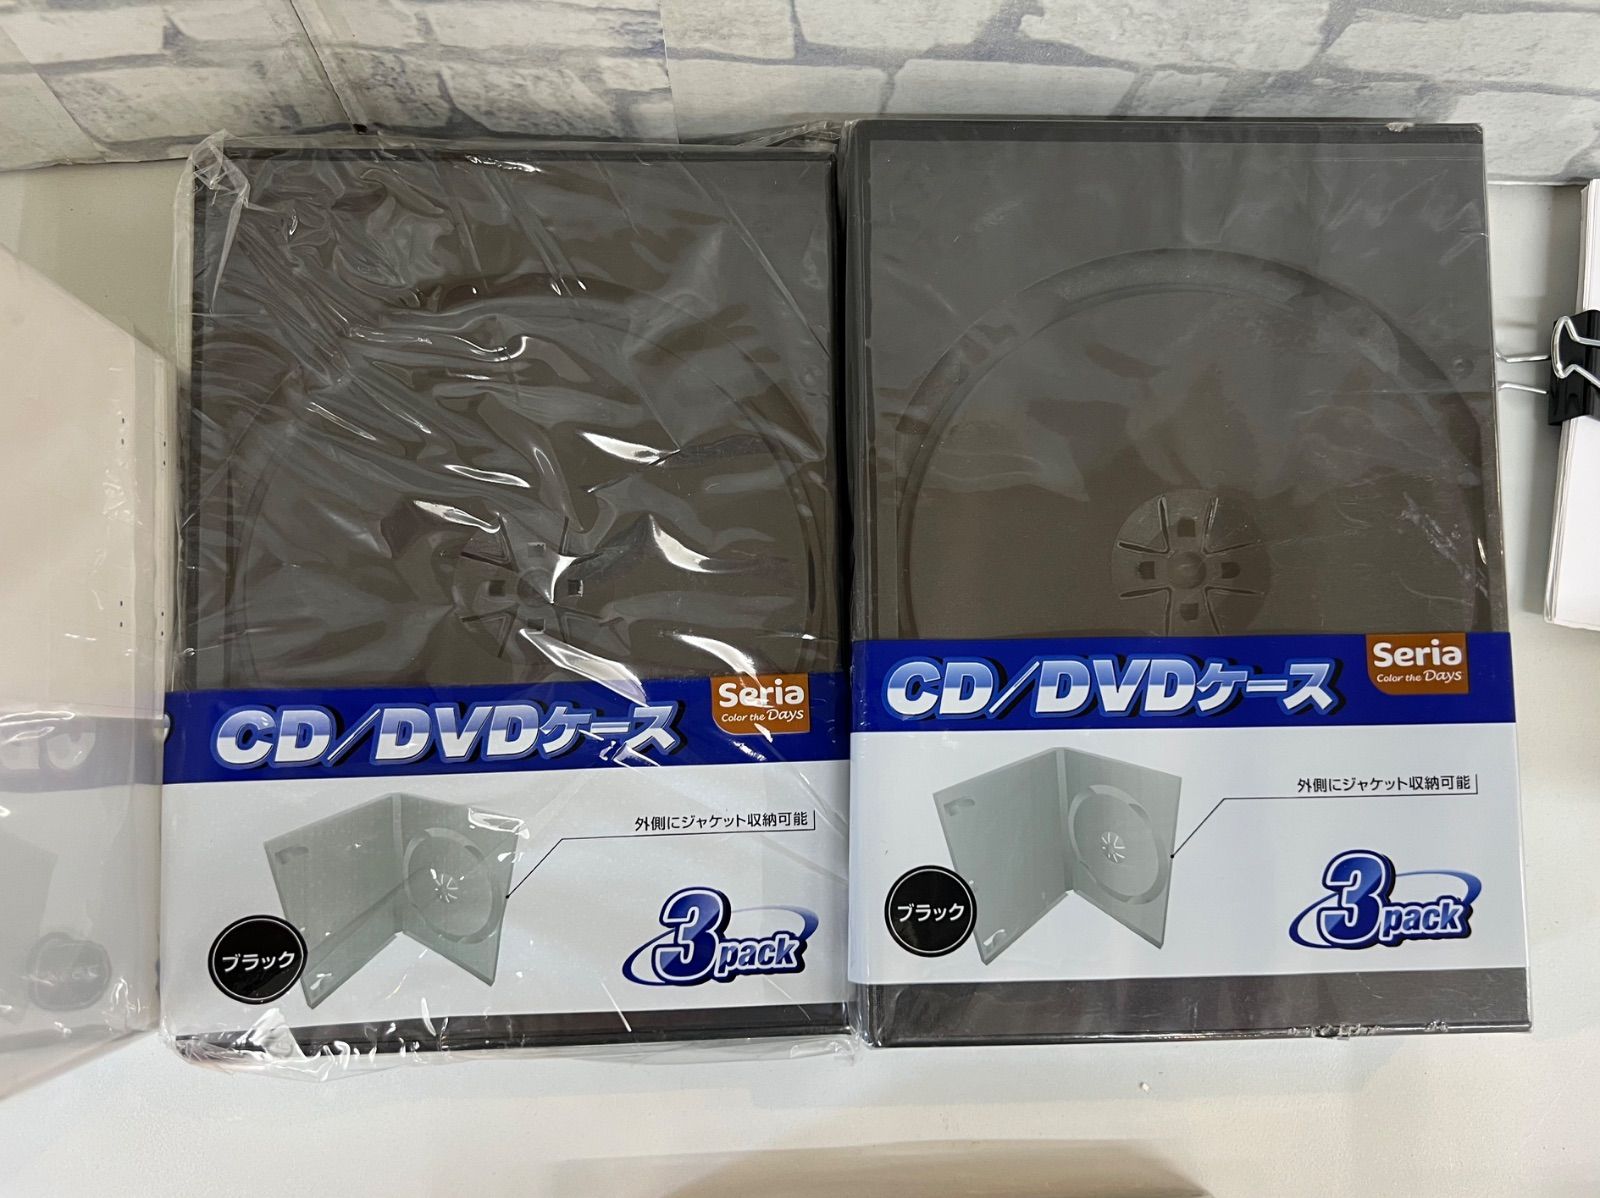 Seria
Color the Days
CD/DVDケース
外側にジャケット収納可能
ブラック
3pack
Seria
Color the Days
CD/DVDケース
外側にジャケット収納可能
ブラック
3pack